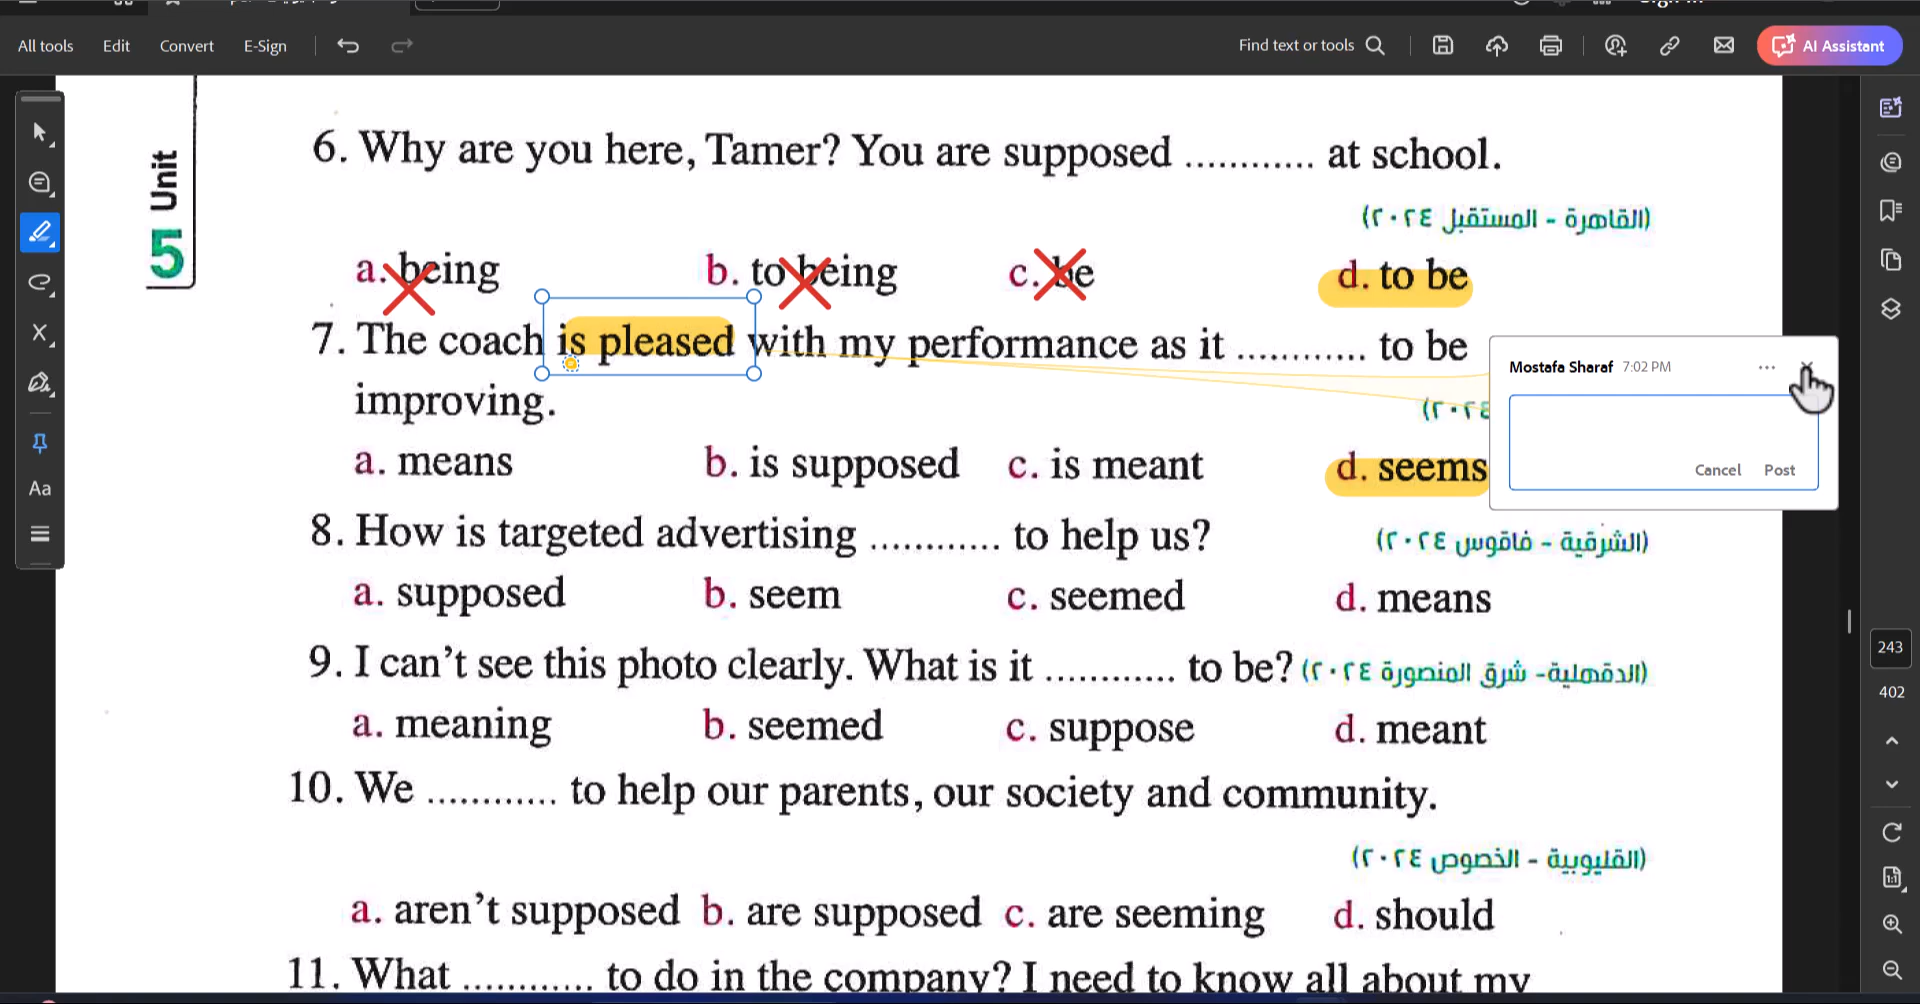 All tools
Edit
Convert
E-Sign
Find text or tools
AI Assistant
Unit
5
6. Why are you here, Tamer? You are supposed ............ at school.
(القاهرة - المستقبل ٢٠٢٤)
a. being
b. to being
c. be
d. to be
7. The coach is pleased with my performance as it ............ to be
improving.
a. means
b. is supposed
c. is meant
d. seems
Mostafa Sharaf 7:02 PM
Cancel
Post
8. How is targeted advertising ............ to help us?
(الشرقية - فاقوس ٢٠٢٤)
a. supposed
b. seem
c. seemed
d. means
9. I can't see this photo clearly. What is it ............ to be? (الدقهلية- شرق المنصورة ٢٠٢٤)
a. meaning
b. seemed
c. suppose
d. meant
10. We ............ to help our parents, our society and community.
(القليوبية - الخصوص ٢٠٢٤)
a. aren't supposed
b. are supposed
c. are seeming
d. should
11. What ............ to do in the company? I need to know all about my
Aa
243
402